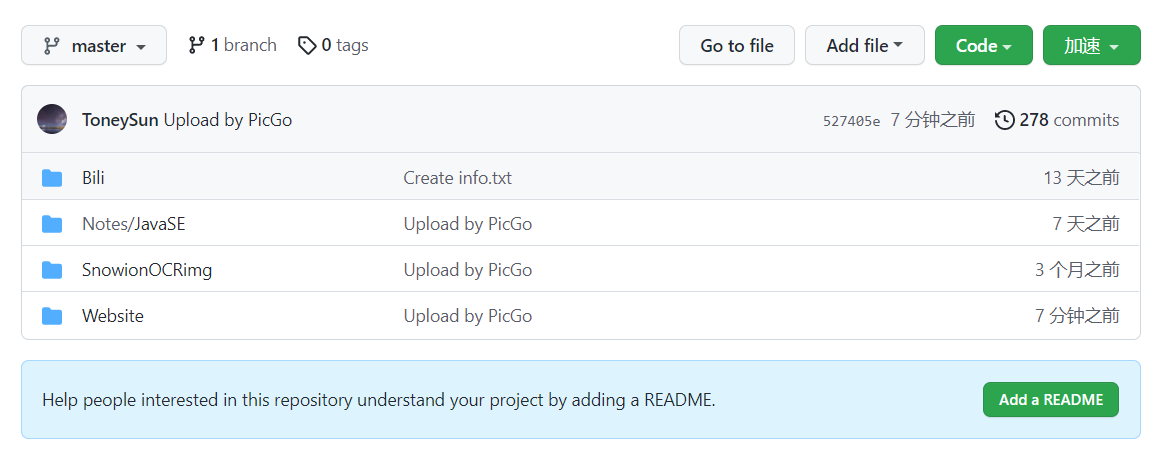 master 1 branch 0 tags Go to file Add file Code 加速
ToneySun Upload by PicGo 527405e 7 分钟之前 278 commits
Bili Create info.txt 13 天之前
Notes/JavaSE Upload by PicGo 7 天之前
SnowionOCRimg Upload by PicGo 3 个月之前
Website Upload by PicGo 7 分钟之前
Help people interested in this repository understand your project by adding a README. Add a README